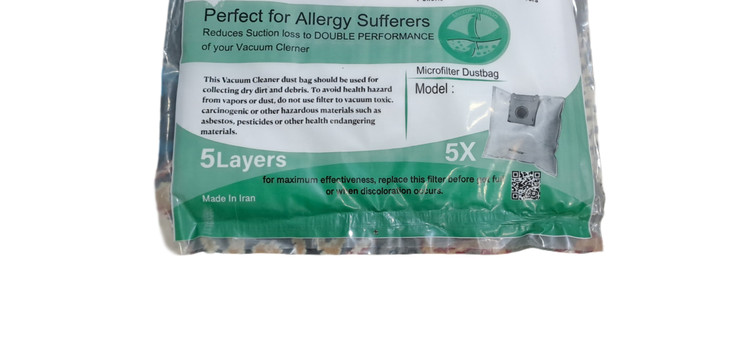 Perfect for Allergy Sufferers
Reduces Suction loss to DOUBLE PERFORMANCE
of your Vacuum Clerner
This Vacuum Cleaner dust bag should be used for
collecting dry dirt and debris. To avoid health hazard
from vapors or dust, do not use filter to vacuum toxic,
carcinogenic or other hazardous materials such as
asbestos, pesticides or other health endangering
materials.
Microfilter Dustbag
Model :
5Layers
5X
for maximum effectiveness, replace this filter before get full
or when discoloration occurs.
Made In Iran